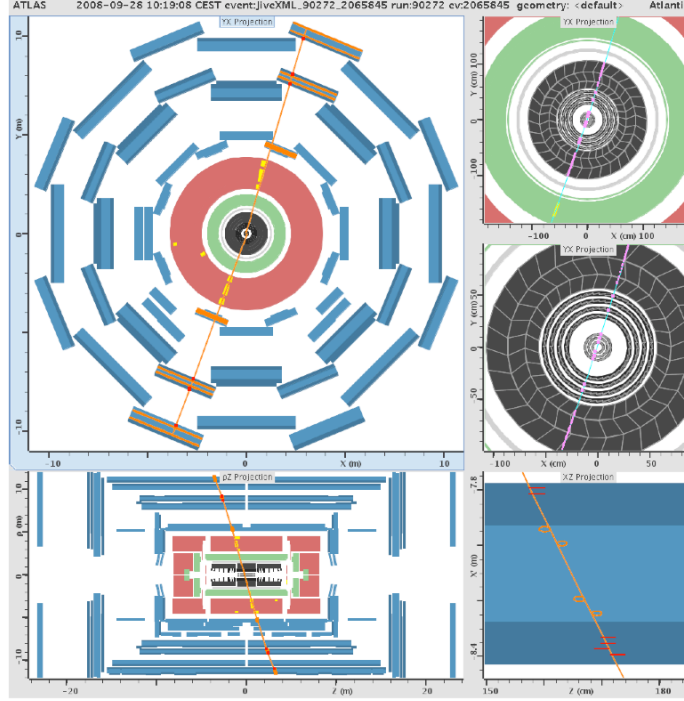 ATLAS 2008-09-28 10:19:08 CEST event:JiveXML_90272_2065845 run:90272 ev:2065845 geometry: <default> Atlanti
YX Projection
YX Projection
Y (m)
10
0
-10
-10 0 X (m) 10
Y (cm)
100
0
-100
-100 0 X (cm) 100
YX Projection
Y (cm)
50
0
-50
-100 X (cm) 0 50
ρZ Projection
XZ Projection
ρ (m)
10
0
-10
-20 0 Z (m) 20
-7.8
X' (m)
-8.4
150 Z (cm) 180